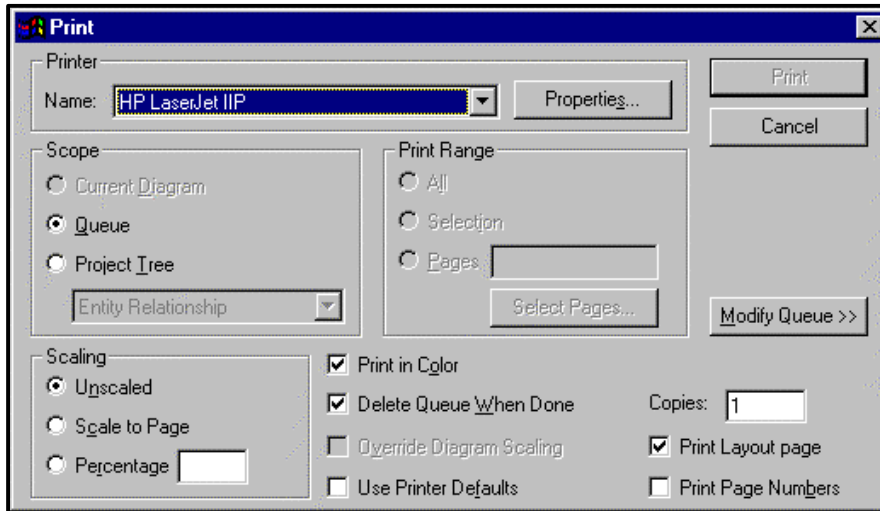 Print
Printer
Name: HP LaserJet IIP
Properties...
Print
Cancel
Scope
Current Diagram
Queue
Project Tree
Entity Relationship
Print Range
All
Selection
Pages
Select Pages...
Modify Queue >>
Scaling
Unscaled
Scale to Page
Percentage
Print in Color
Delete Queue When Done
Override Diagram Scaling
Use Printer Defaults
Copies: 1
Print Layout page
Print Page Numbers